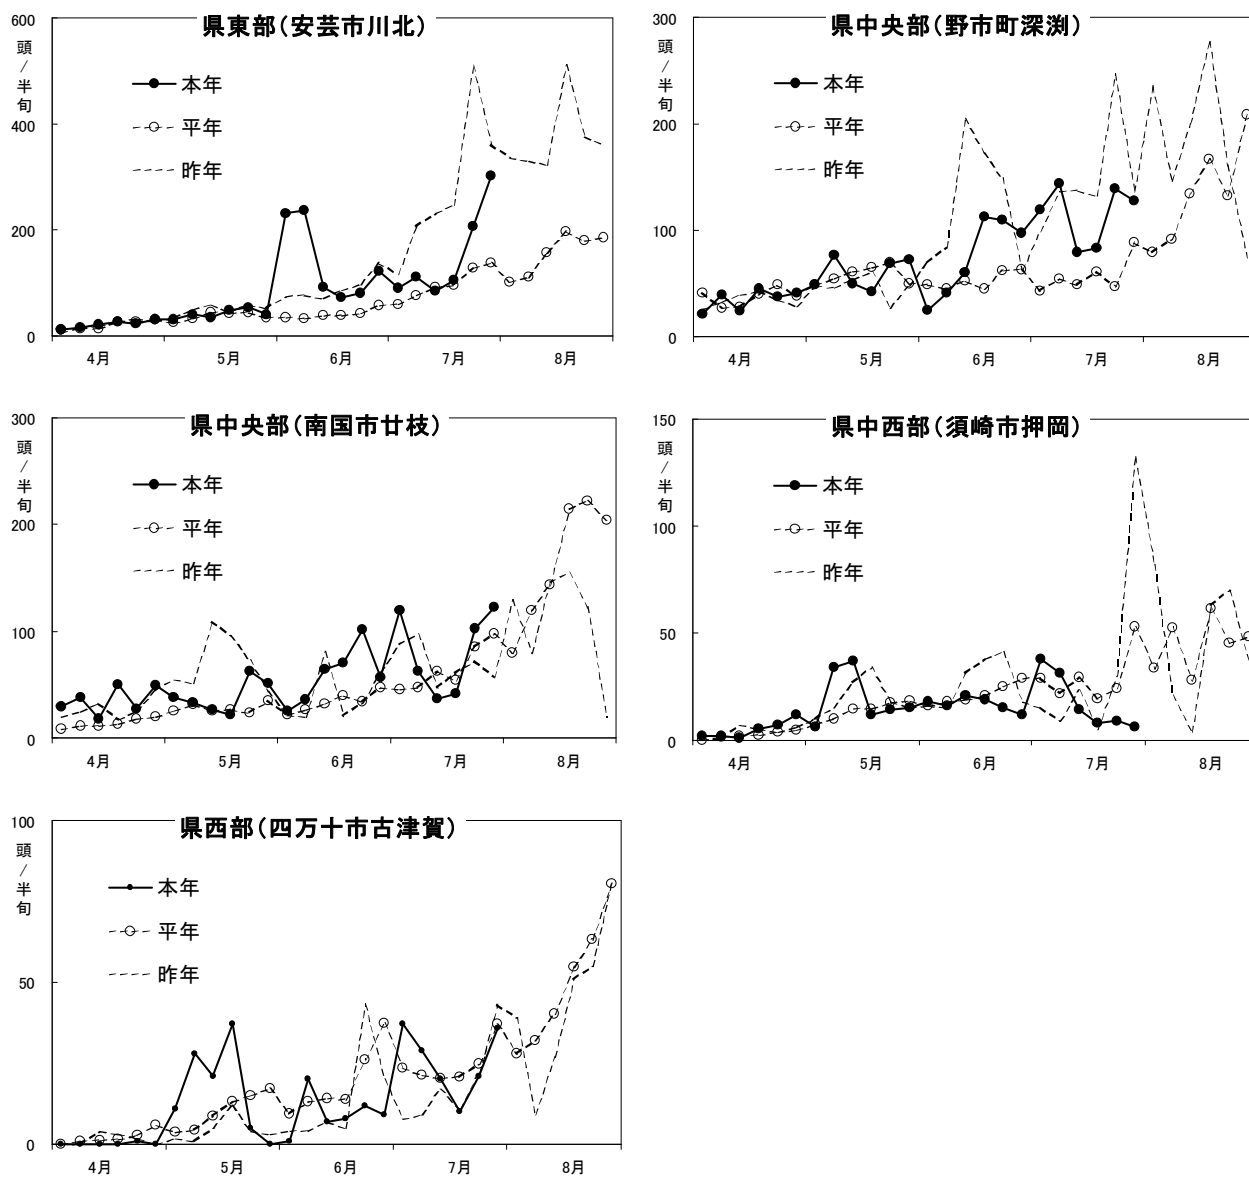 県東部(安芸市川北)
600
400
200
0
頭/半旬
本年
平年
昨年
4月 5月 6月 7月 8月
県中央部(野市町深渕)
300
200
100
0
頭/半旬
本年
平年
昨年
4月 5月 6月 7月 8月
県中央部(南国市廿枝)
300
200
100
0
頭/半旬
本年
平年
昨年
4月 5月 6月 7月 8月
県中西部(須崎市押岡)
150
100
50
0
頭/半旬
本年
平年
昨年
4月 5月 6月 7月 8月
県西部(四万十市古津賀)
100
50
0
頭/半旬
本年
平年
昨年
4月 5月 6月 7月 8月